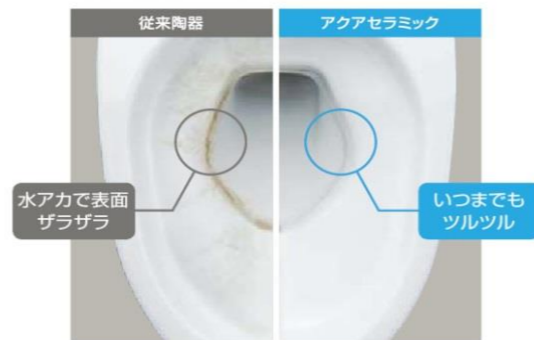 従来陶器
アクアセラミック
水アカで表面
ザラザラ
いつまでも
ツルツル